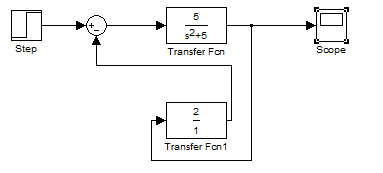 +
-
5
s²+5
Step
Transfer Fcn
Scope
2
1
Transfer Fcn1